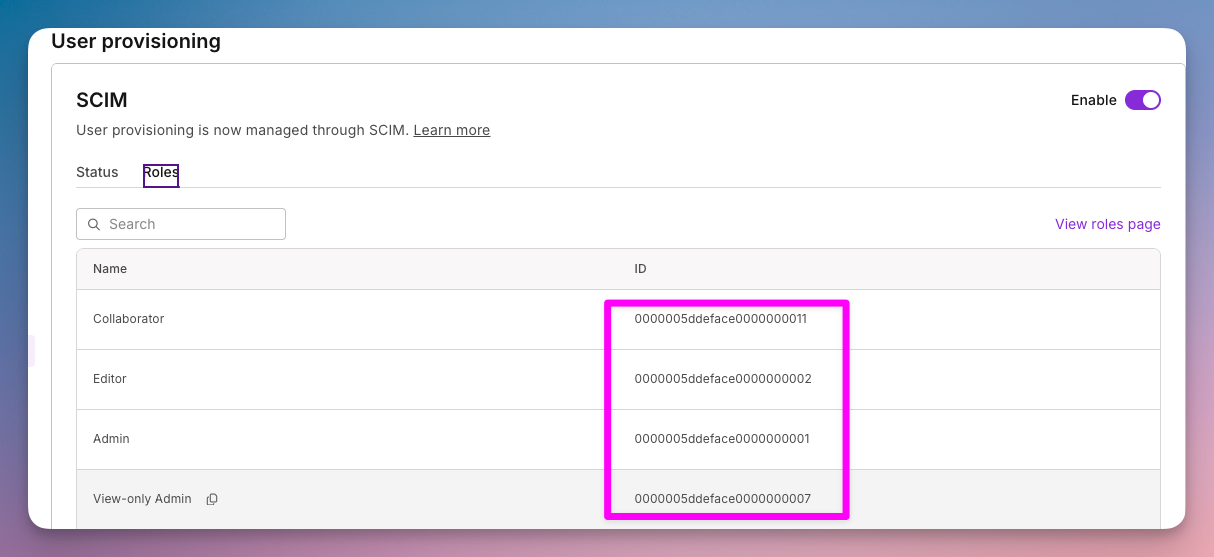 User provisioning
SCIM
Enable
User provisioning is now managed through SCIM. Learn more
Status Roles
Search
View roles page
Name ID
Collaborator 0000005ddeface0000000011
Editor 0000005ddeface0000000002
Admin 0000005ddeface0000000001
View-only Admin 0000005ddeface0000000007